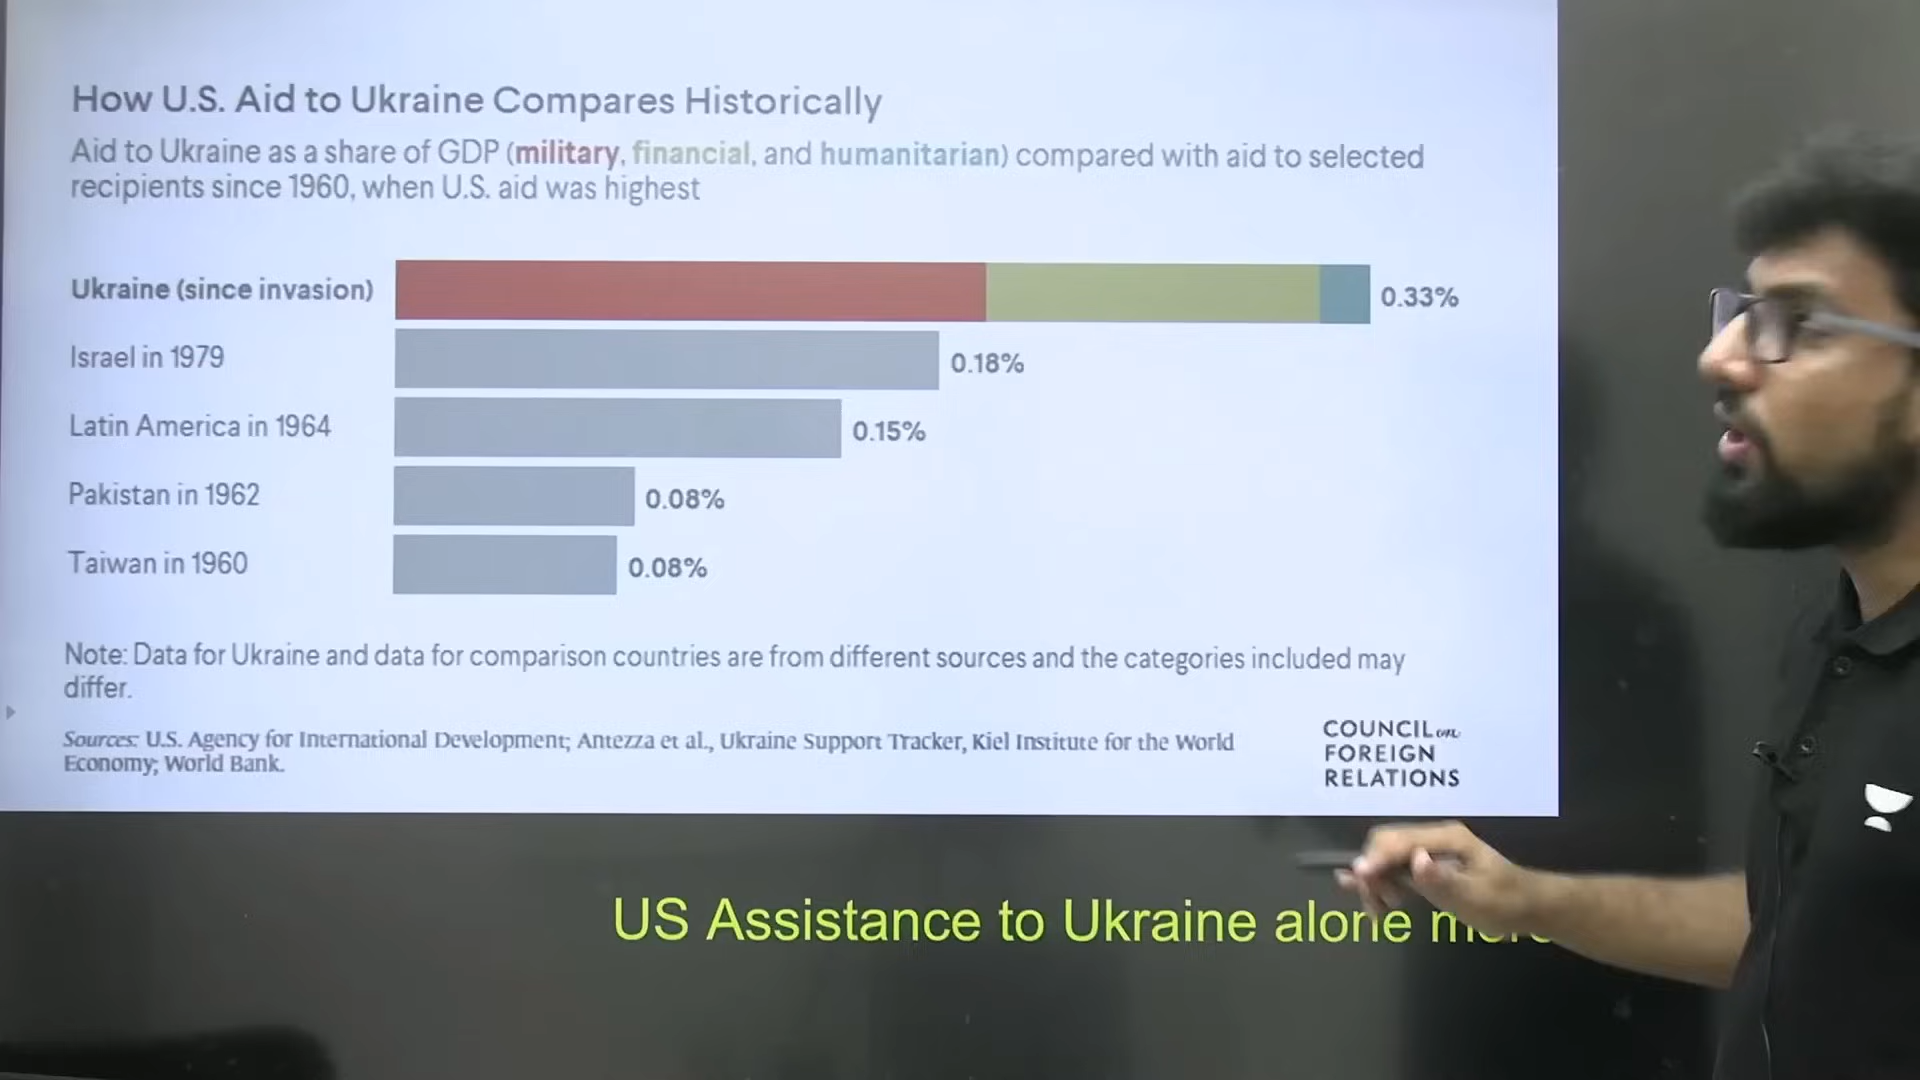 How U.S. Aid to Ukraine Compares Historically
Aid to Ukraine as a share of GDP (military, financial, and humanitarian) compared with aid to selected
recipients since 1960, when U.S. aid was highest
Ukraine (since invasion) 0.33%
Israel in 1979 0.18%
Latin America in 1964 0.15%
Pakistan in 1962 0.08%
Taiwan in 1960 0.08%
Note: Data for Ukraine and data for comparison countries are from different sources and the categories included may
differ.
Sources: U.S. Agency for International Development; Antezza et al., Ukraine Support Tracker, Kiel Institute for the World
Economy; World Bank.
COUNCIL on
FOREIGN
RELATIONS
US Assistance to Ukraine alone